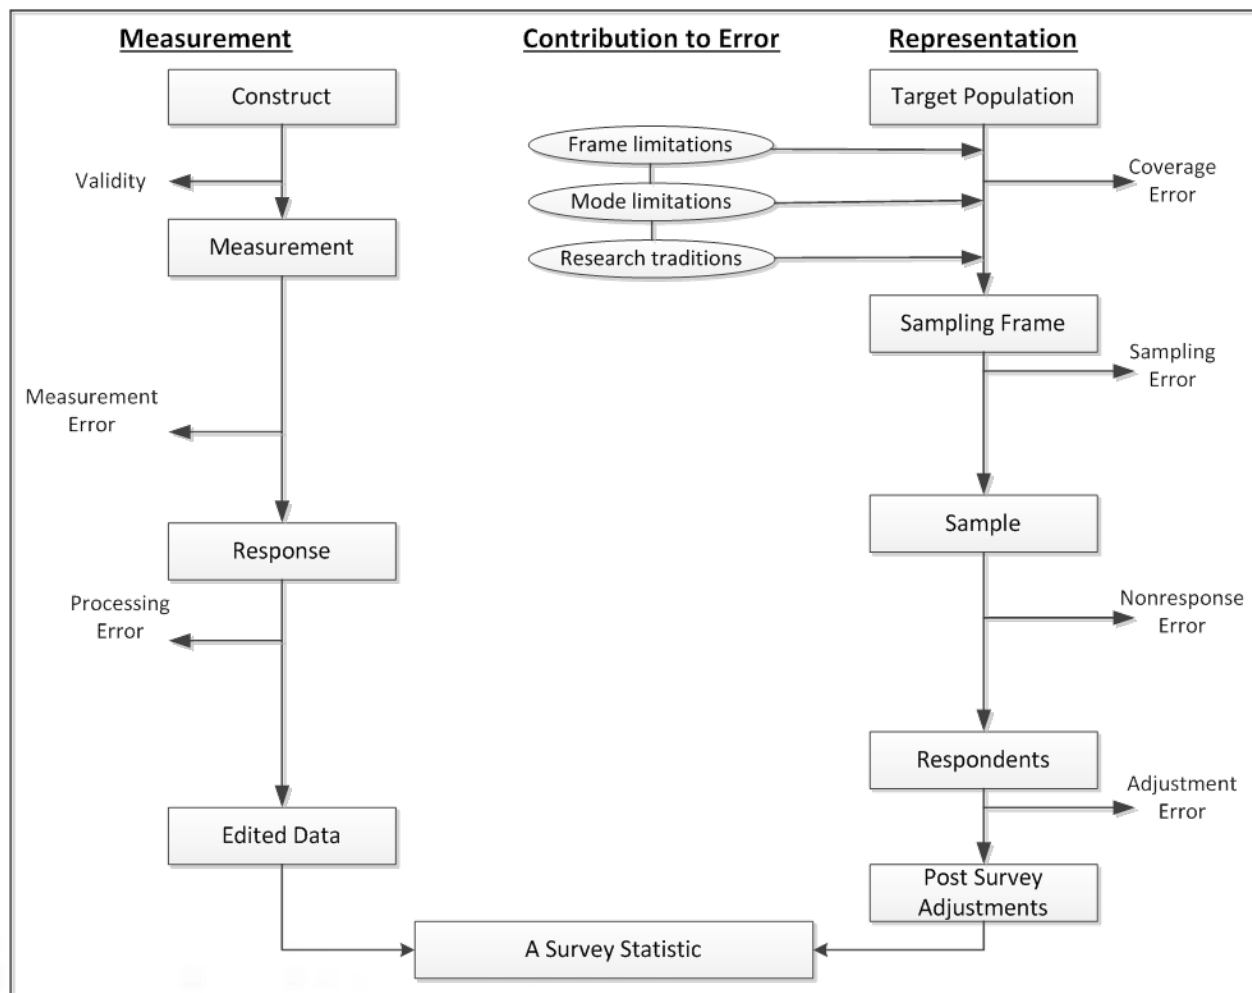 Measurement
Contribution to Error
Representation
Construct
Target Population
Frame limitations
Validity
Coverage
Error
Mode limitations
Measurement
Research traditions
Sampling Frame
Sampling
Error
Measurement
Error
Sample
Response
Processing
Error
Nonresponse
Error
Respondents
Adjustment
Error
Edited Data
Post Survey
Adjustments
A Survey Statistic